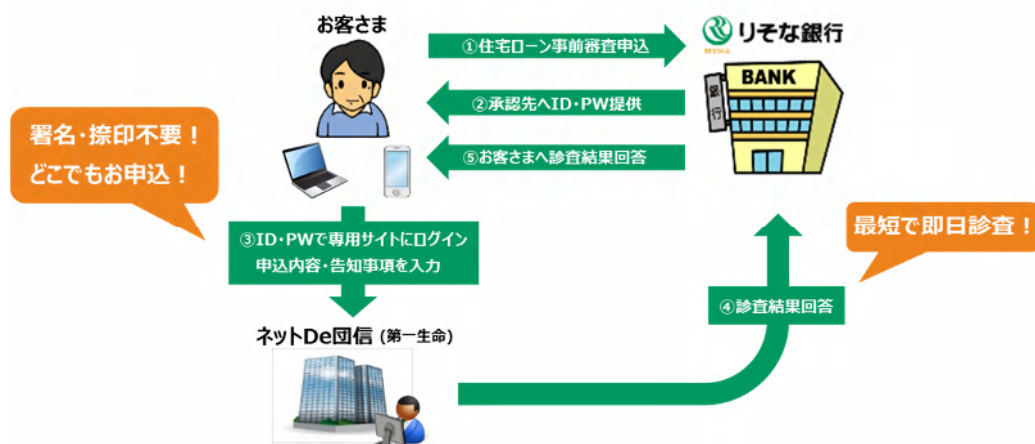 お客さま
りそな銀行
RESONA
①住宅ローン事前審査申込
BANK
銀行
②承認先へID・PW提供
署名・捺印不要！
どこでもお申込！
⑤お客さまへ診査結果回答
③ID・PWで専用サイトにログイン
申込内容・告知事項を入力
最短で即日診査！
④診査結果回答
ネットDe団信 (第一生命)